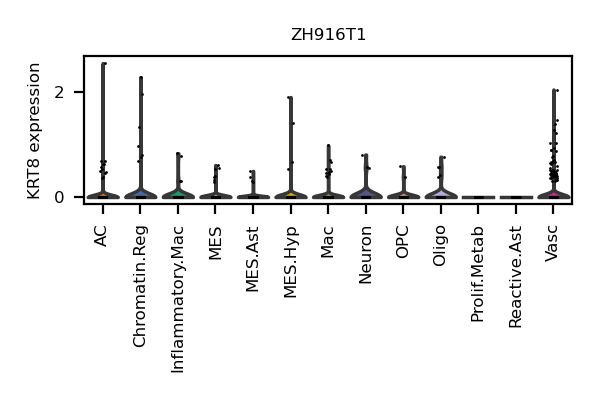 ZH916T1
KRT8 expression
2
0
AC
Chromatin.Reg
Inflammatory.Mac
MES
MES.Ast
MES.Hyp
Mac
Neuron
OPC
Oligo
Prolif.Metab
Reactive.Ast
Vasc